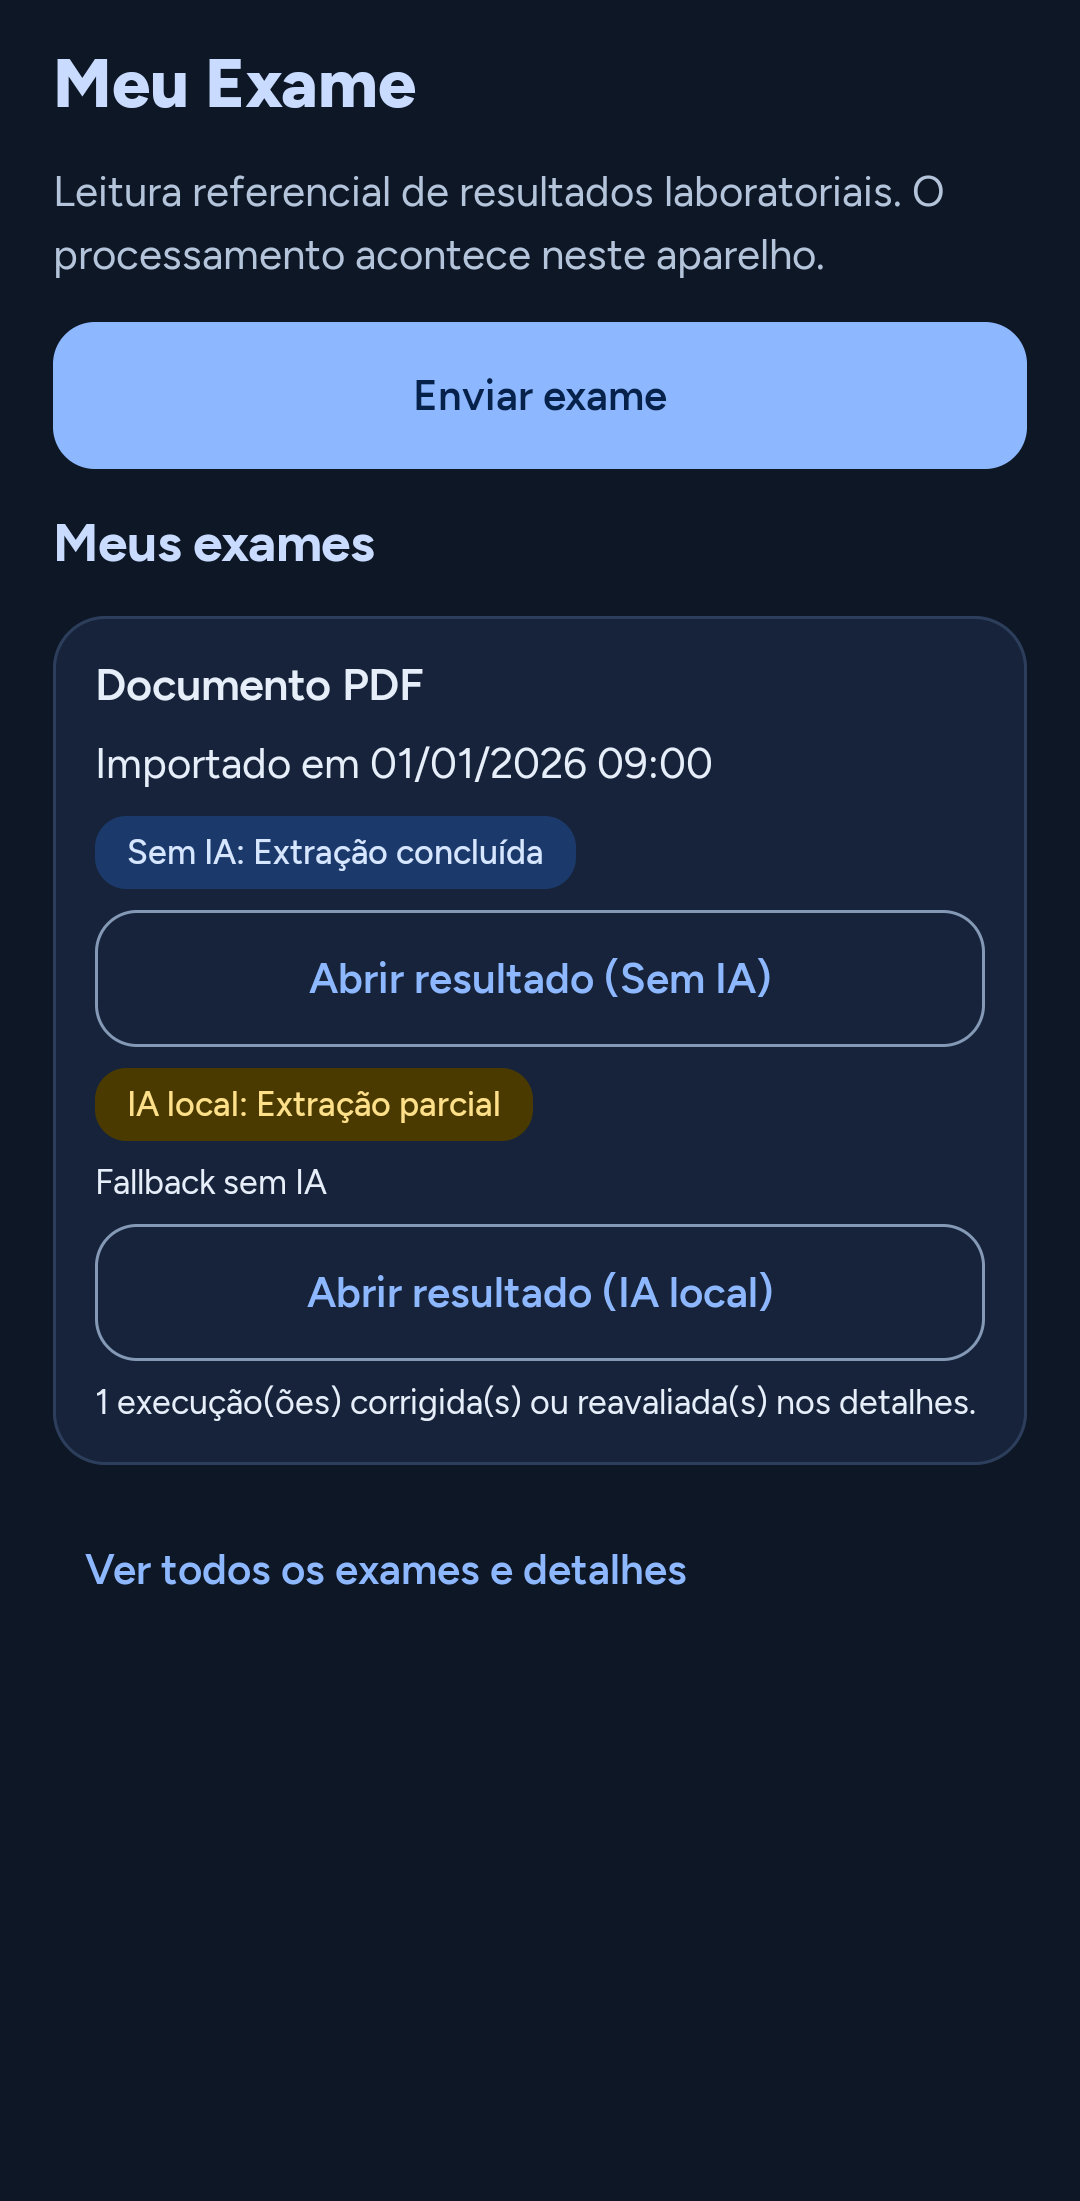 Meu Exame
Leitura referencial de resultados laboratoriais. O
processamento acontece neste aparelho.
Enviar exame
Meus exames
Documento PDF
Importado em 01/01/2026 09:00
Sem IA: Extração concluída
Abrir resultado (Sem IA)
IA local: Extração parcial
Fallback sem IA
Abrir resultado (IA local)
1 execução(ões) corrigida(s) ou reavaliada(s) nos detalhes.
Ver todos os exames e detalhes